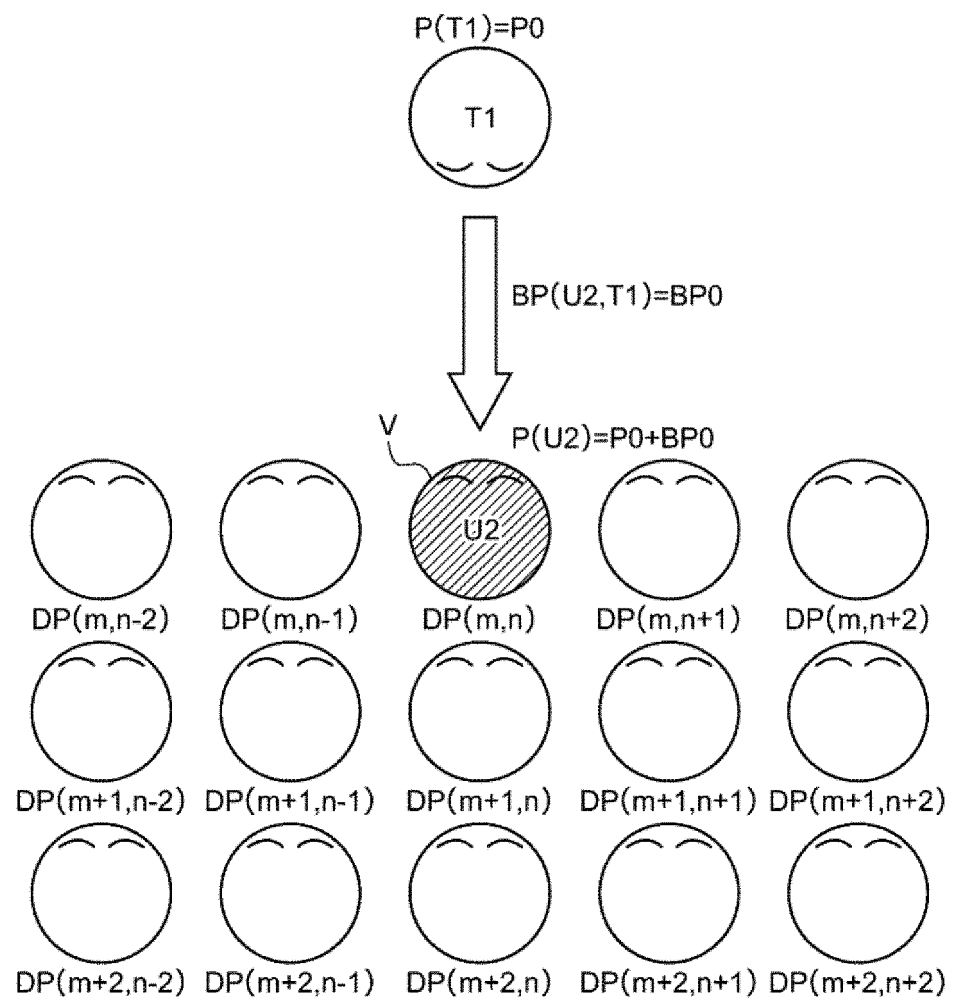 P(T1)=P0
T1
BP(U2,T1)=BP0
V
P(U2)=P0+BP0
U2
DP(m,n-2) DP(m,n-1) DP(m,n) DP(m,n+1) DP(m,n+2)
DP(m+1,n-2) DP(m+1,n-1) DP(m+1,n) DP(m+1,n+1) DP(m+1,n+2)
DP(m+2,n-2) DP(m+2,n-1) DP(m+2,n) DP(m+2,n+1) DP(m+2,n+2)